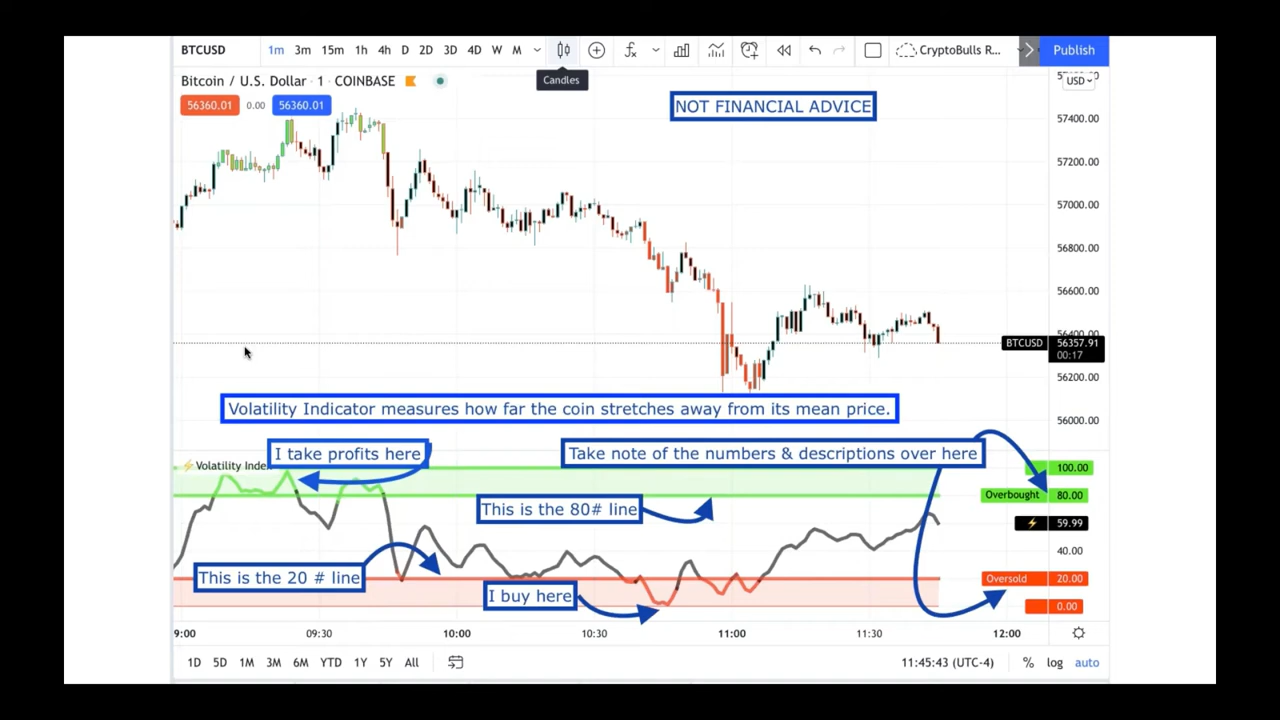 BTCUSD 1m 3m 15m 1h 4h D 2D 3D 4D W M CryptoBulls R... Publish
Candles
Bitcoin / U.S. Dollar · 1 · COINBASE
USD
56360.01 0.00 56360.01
NOT FINANCIAL ADVICE
57400.00
57200.00
57000.00
56800.00
56600.00
56400.00
BTCUSD 56357.91
00:17
56200.00
56000.00
Volatility Indicator measures how far the coin stretches away from its mean price.
I take profits here
Take note of the numbers & descriptions over here
⚡Volatility Index
100.00
Overbought 80.00
This is the 80# line
⚡ 59.99
40.00
This is the 20 # line
Oversold 20.00
I buy here
0.00
9:00 09:30 10:00 10:30 11:00 11:30 12:00
1D 5D 1M 3M 6M YTD 1Y 5Y All 11:45:43 (UTC-4) % log auto